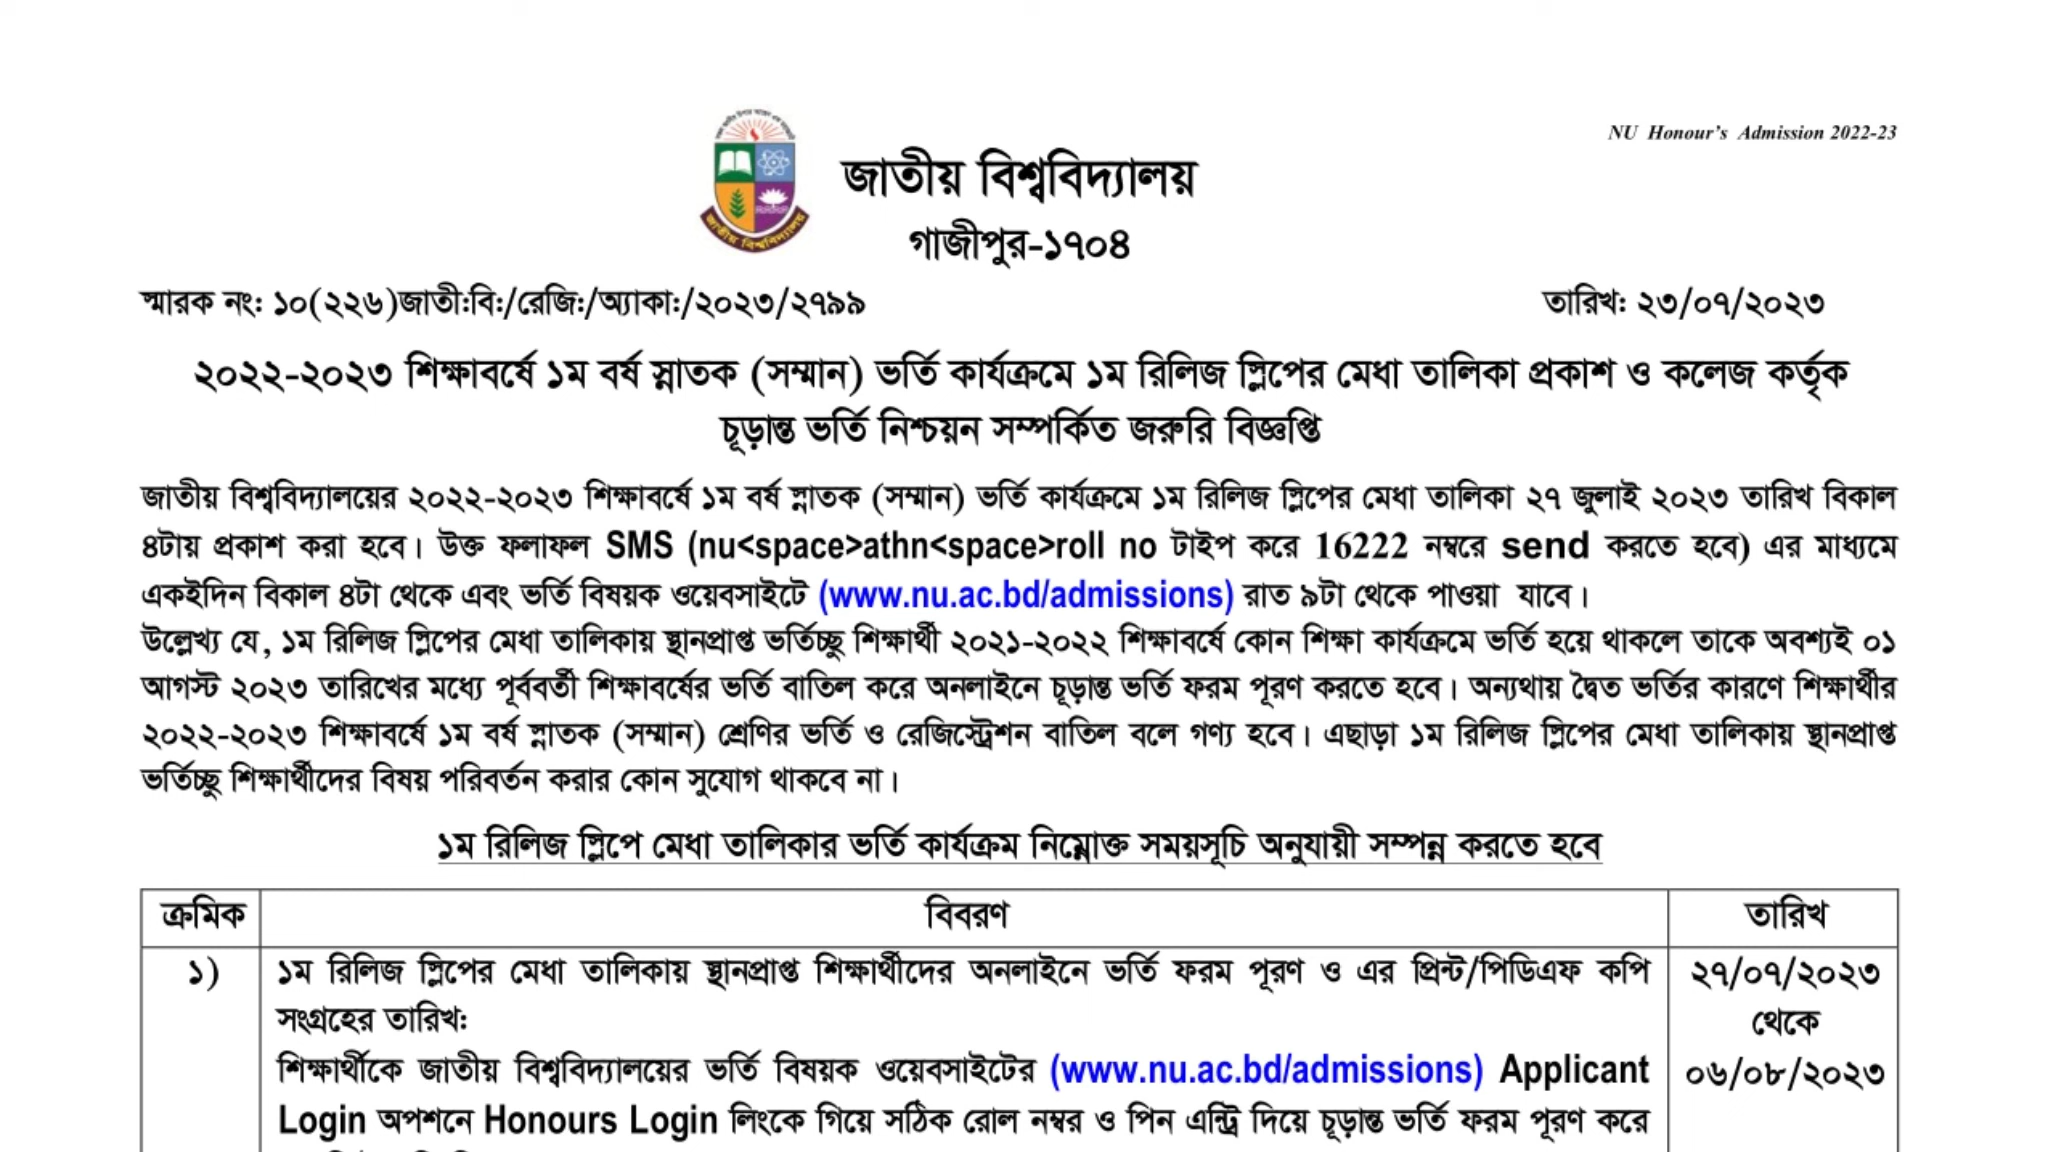 NU Honour's Admission 2022-23
জাতীয় বিশ্ববিদ্যালয়
জাতীয় বিশ্ববিদ্যালয়
গাজীপুর-১৭০৪
স্মারক নং: ১০(২২৬)জাতী:বি:/রেজি:/অ্যাকা:/২০২৩/২৭৯৯
তারিখ: ২৩/০৭/২০২৩
২০২২-২০২৩ শিক্ষাবর্ষে ১ম বর্ষ স্নাতক (সম্মান) ভর্তি কার্যক্রমে ১ম রিলিজ স্লিপের মেধা তালিকা প্রকাশ ও কলেজ কর্তৃক
চূড়ান্ত ভর্তি নিশ্চয়ন সম্পর্কিত জরুরি বিজ্ঞপ্তি
জাতীয় বিশ্ববিদ্যালয়ের ২০২২-২০২৩ শিক্ষাবর্ষে ১ম বর্ষ স্নাতক (সম্মান) ভর্তি কার্যক্রমে ১ম রিলিজ স্লিপের মেধা তালিকা ২৭ জুলাই ২০২৩ তারিখ বিকাল
৪টায় প্রকাশ করা হবে। উক্ত ফলাফল SMS (nu<space>athn<space>roll no টাইপ করে 16222 নম্বরে send করতে হবে) এর মাধ্যমে
একইদিন বিকাল ৪টা থেকে এবং ভর্তি বিষয়ক ওয়েবসাইটে (www.nu.ac.bd/admissions) রাত ৯টা থেকে পাওয়া যাবে।
উল্লেখ্য যে, ১ম রিলিজ স্লিপের মেধা তালিকায় স্থানপ্রাপ্ত ভর্তিচ্ছু শিক্ষার্থী ২০২১-২০২২ শিক্ষাবর্ষে কোন শিক্ষা কার্যক্রমে ভর্তি হয়ে থাকলে তাকে অবশ্যই ০১
আগস্ট ২০২৩ তারিখের মধ্যে পূর্ববর্তী শিক্ষাবর্ষের ভর্তি বাতিল করে অনলাইনে চূড়ান্ত ভর্তি ফরম পূরণ করতে হবে। অন্যথায় দ্বৈত ভর্তির কারণে শিক্ষার্থীর
২০২২-২০২৩ শিক্ষাবর্ষে ১ম বর্ষ স্নাতক (সম্মান) শ্রেণির ভর্তি ও রেজিস্ট্রেশন বাতিল বলে গণ্য হবে। এছাড়া ১ম রিলিজ স্লিপের মেধা তালিকায় স্থানপ্রাপ্ত
ভর্তিচ্ছু শিক্ষার্থীদের বিষয় পরিবর্তন করার কোন সুযোগ থাকবে না।
১ম রিলিজ স্লিপে মেধা তালিকার ভর্তি কার্যক্রম নিম্নোক্ত সময়সূচি অনুযায়ী সম্পন্ন করতে হবে
ক্রমিক বিবরণ তারিখ
১) ১ম রিলিজ স্লিপের মেধা তালিকায় স্থানপ্রাপ্ত শিক্ষার্থীদের অনলাইনে ভর্তি ফরম পূরণ ও এর প্রিন্ট/পিডিএফ কপি
সংগ্রহের তারিখ:
শিক্ষার্থীকে জাতীয় বিশ্ববিদ্যালয়ের ভর্তি বিষয়ক ওয়েবসাইটের (www.nu.ac.bd/admissions) Applicant
Login অপশনে Honours Login লিংকে গিয়ে সঠিক রোল নম্বর ও পিন এন্ট্রি দিয়ে চূড়ান্ত ভর্তি ফরম পূরণ করে
২৭/০৭/২০২৩
থেকে
০৬/০৮/২০২৩